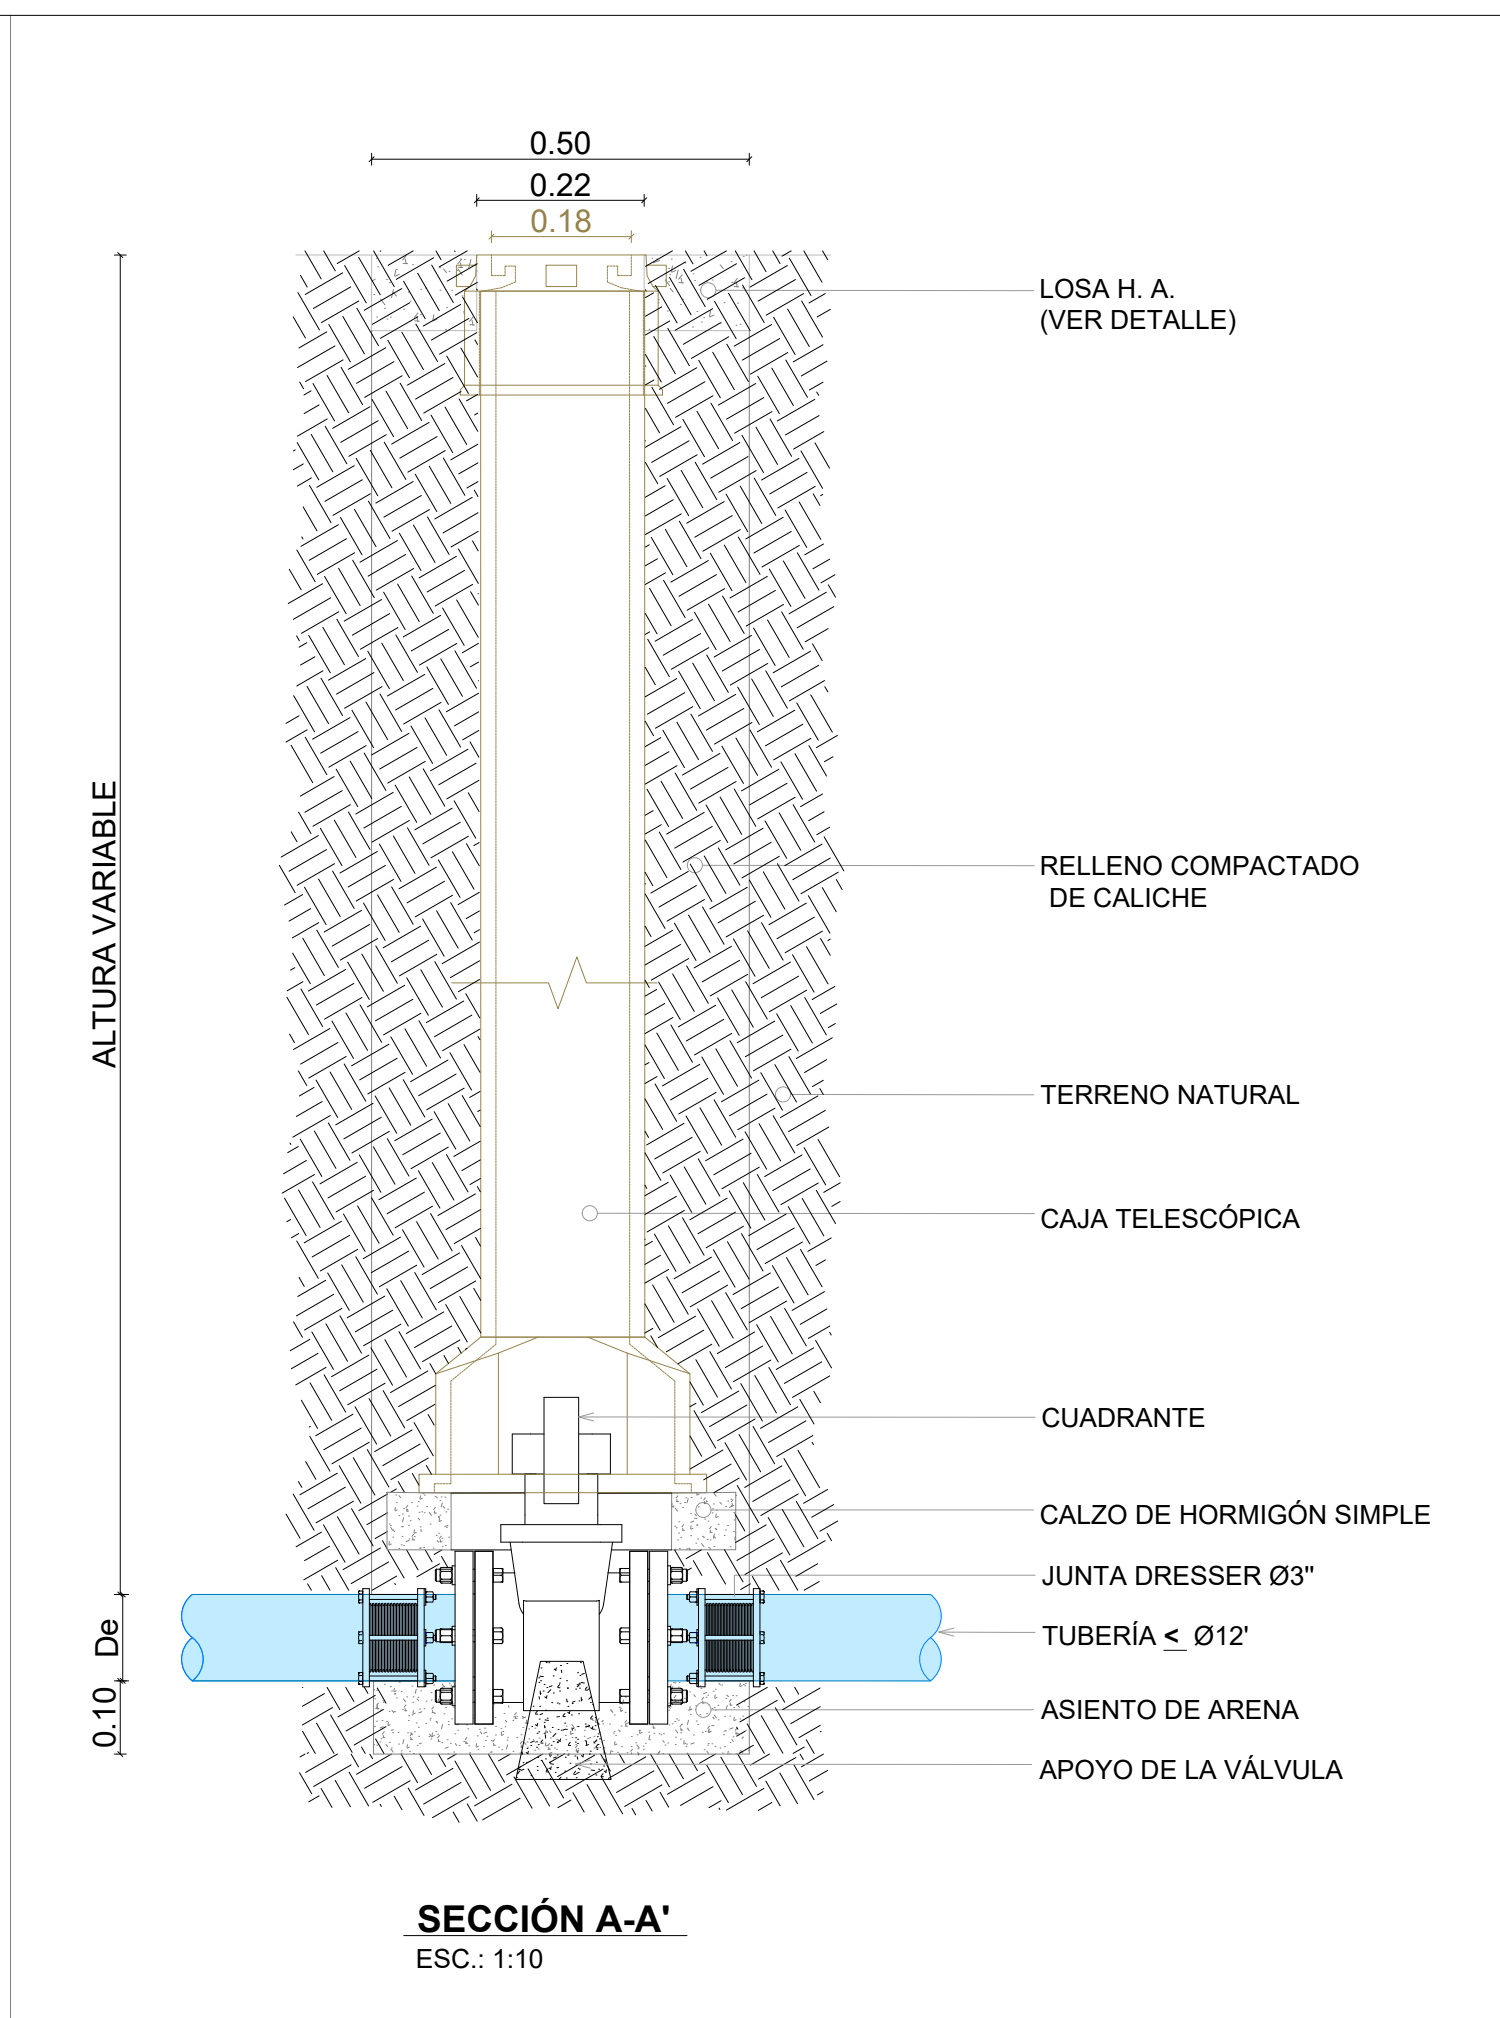 0.50
0.22
0.18
LOSA H. A.
(VER DETALLE)
RELLENO COMPACTADO
DE CALICHE
ALTURA VARIABLE
TERRENO NATURAL
CAJA TELESCÓPICA
CUADRANTE
CALZO DE HORMIGÓN SIMPLE
JUNTA DRESSER Ø3"
De
TUBERÍA < Ø12'
0.10
ASIENTO DE ARENA
APOYO DE LA VÁLVULA
SECCIÓN A-A'
ESC.: 1:10